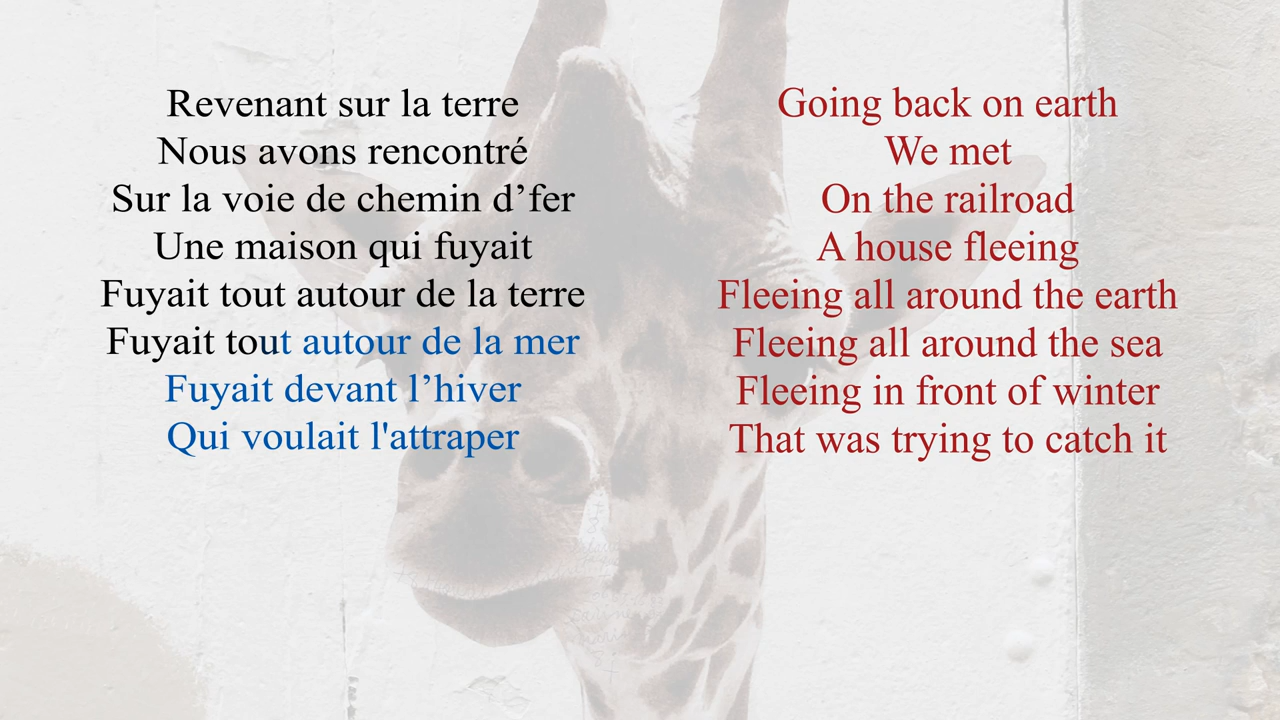 Revenant sur la terre
Nous avons rencontré
Sur la voie de chemin d’fer
Une maison qui fuyait
Fuyait tout autour de la terre
Fuyait tout autour de la mer
Fuyait devant l’hiver
Qui voulait l'attraper
Going back on earth
We met
On the railroad
A house fleeing
Fleeing all around the earth
Fleeing all around the sea
Fleeing in front of winter
That was trying to catch it